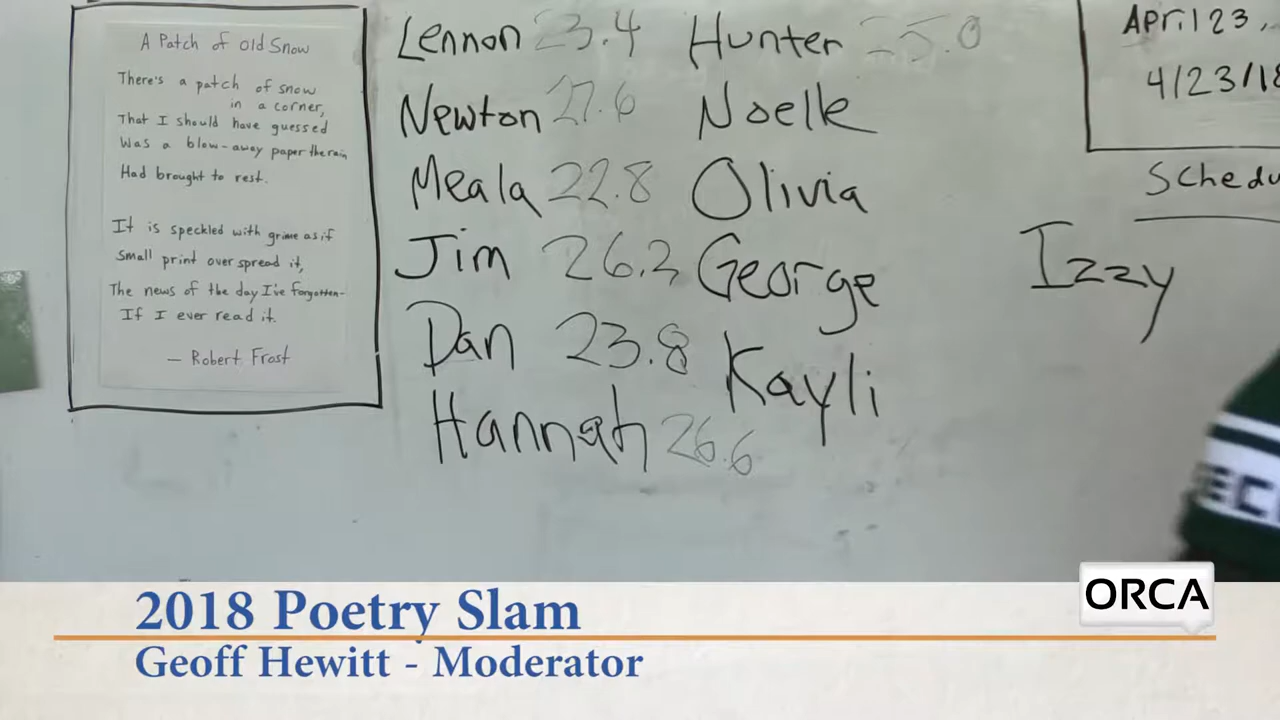 A Patch of Old Snow
There's a patch of snow
in a corner,
That I should have guessed
Was a blow-away paper the rain
Had brought to rest.
It is speckled with grime as if
Small print overspread it,
The news of the day I've forgotten–
If I ever read it.
— Robert Frost
Lennon 23.4
Newton 27.6
Meala 22.8
Jim 26.2
Dan 23.8
Hannah 26.6
Hunter 25.0
Noelle
Olivia
George
Kayli
April 23,
4/23/18
Schedu
Izzy
ORCA
2018 Poetry Slam
Geoff Hewitt - Moderator